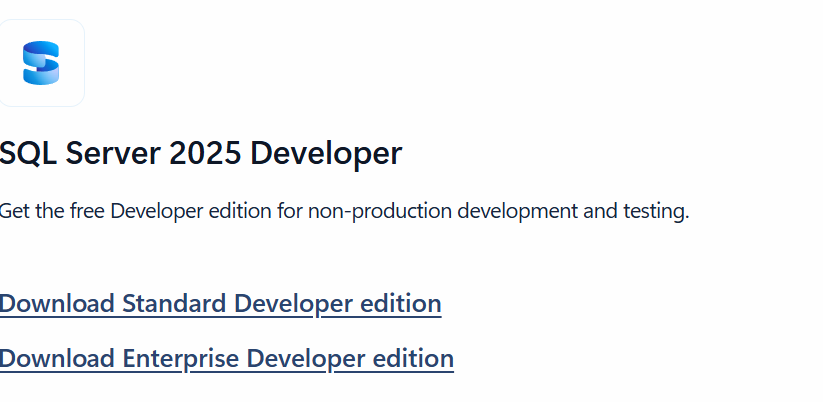 SQL Server 2025 Developer
Get the free Developer edition for non-production development and testing.
Download Standard Developer edition
Download Enterprise Developer edition